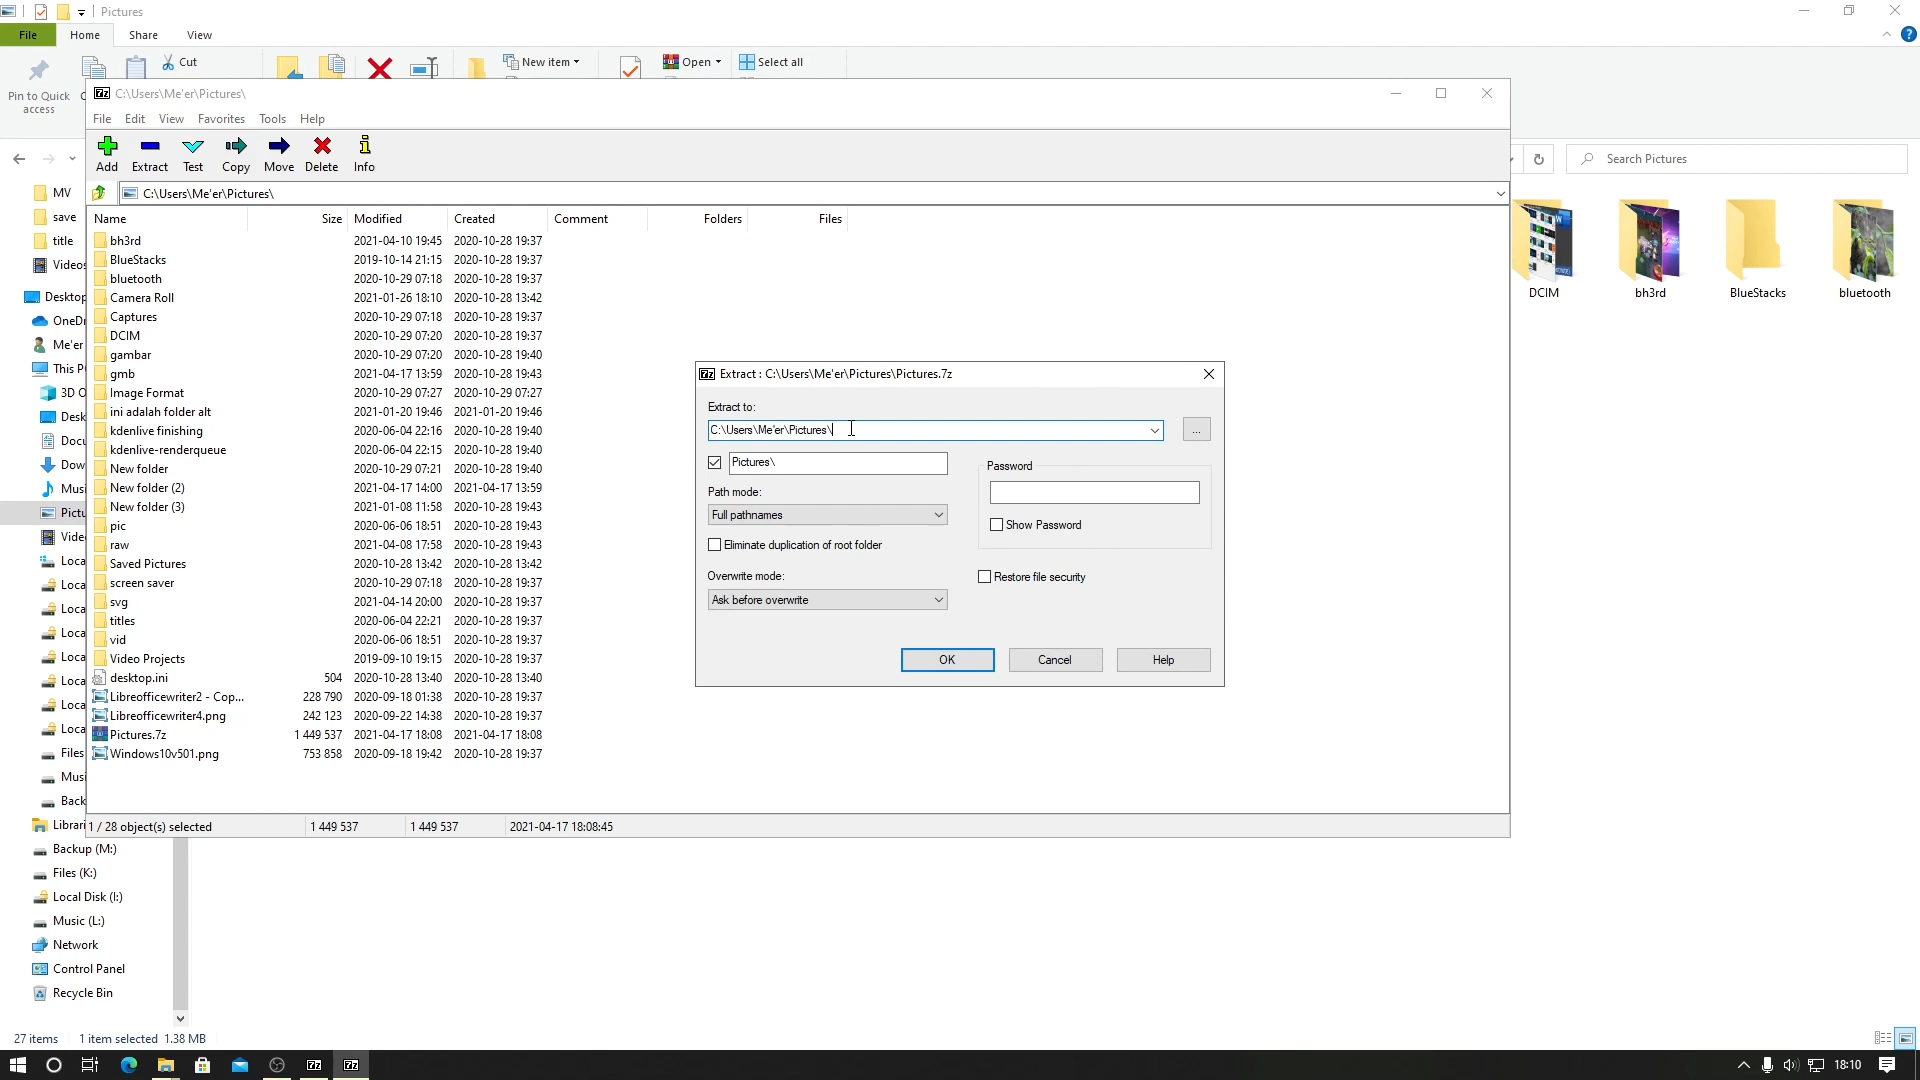 Pictures
File Home Share View
Cut
New item
Open
Select all
Pin to Quick access
C:\Users\Me'er\Pictures\
File Edit View Favorites Tools Help
Add Extract Test Copy Move Delete Info
C:\Users\Me'er\Pictures\
Search Pictures
Name Size Modified Created Comment Folders Files
bh3rd 2021-04-10 19:45 2020-10-28 19:37
BlueStacks 2019-10-14 21:15 2020-10-28 19:37
bluetooth 2020-10-29 07:18 2020-10-28 19:37
Camera Roll 2021-01-26 18:10 2020-10-28 13:42
Captures 2020-10-29 07:18 2020-10-28 19:37
DCIM 2020-10-29 07:20 2020-10-28 19:37
gambar 2020-10-29 07:20 2020-10-28 19:40
gmb 2021-04-17 13:59 2020-10-28 19:43
Image Format 2020-10-29 07:27 2020-10-29 07:27
ini adalah folder alt 2021-01-20 19:46 2021-01-20 19:46
kdenlive finishing 2020-06-04 22:16 2020-10-28 19:40
kdenlive-renderqueue 2020-06-04 22:15 2020-10-28 19:40
New folder 2020-10-29 07:21 2020-10-28 19:40
New folder (2) 2021-04-17 14:00 2021-04-17 13:59
New folder (3) 2021-01-08 11:58 2020-10-28 19:43
pic 2020-06-06 18:51 2020-10-28 19:43
raw 2021-04-08 17:58 2020-10-28 19:43
Saved Pictures 2020-10-28 13:42 2020-10-28 13:42
screen saver 2020-10-29 07:18 2020-10-28 19:37
svg 2021-04-14 20:00 2020-10-28 19:37
titles 2020-06-04 22:21 2020-10-28 19:37
vid 2020-06-06 18:51 2020-10-28 19:37
Video Projects 2019-09-10 19:15 2020-10-28 19:37
desktop.ini 504 2020-10-28 13:40 2020-10-28 13:40
Libreofficewriter2 - Cop... 228 790 2020-09-18 01:38 2020-10-28 19:37
Libreofficewriter4.png 242 123 2020-09-22 14:38 2020-10-28 19:37
Pictures.7z 1 449 537 2021-04-17 18:08 2021-04-17 18:08
Windows10v501.png 753 858 2020-09-18 19:42 2020-10-28 19:37
1 / 28 object(s) selected 1 449 537 1 449 537 2021-04-17 18:08:45
Extract : C:\Users\Me'er\Pictures\Pictures.7z
Extract to:
C:\Users\Me'er\Pictures\
...
Pictures\
Password
Path mode:
Full pathnames
Show Password
Eliminate duplication of root folder
Overwrite mode:
Restore file security
Ask before overwrite
OK Cancel Help
DCIM bh3rd BlueStacks bluetooth
MV
save
title
Videos
Desktop
OneDr
Me'er
This P
3D O
Desk
Docu
Dow
Musi
Pictu
Vide
Loca
Loca
Loca
Loca
Loca
Loca
Loca
Loca
Files
Musi
Back
Librari
Backup (M:)
Files (K:)
Local Disk (I:)
Music (L:)
Network
Control Panel
Recycle Bin
27 items 1 item selected 1.38 MB
18:10